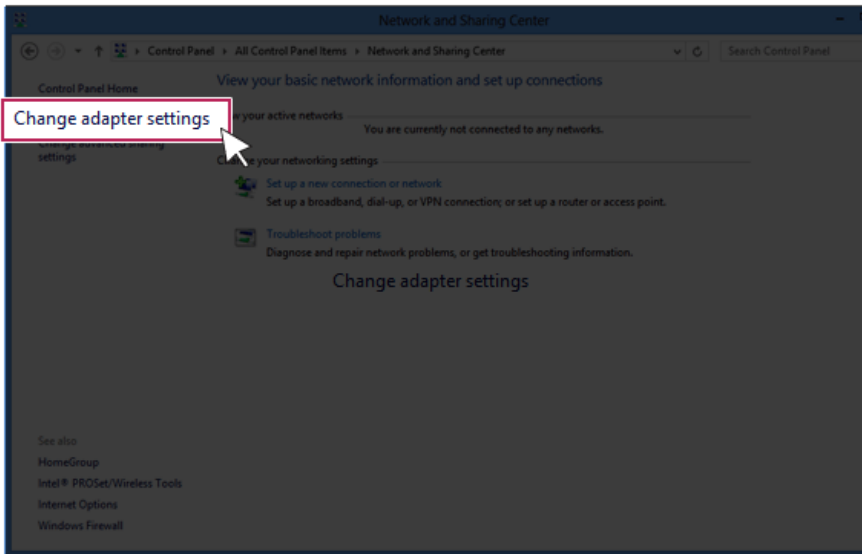 Network and Sharing Center
Control Panel All Control Panel Items Network and Sharing Center
Search Control Panel
Control Panel Home
Change adapter settings
Change advanced sharing
settings
View your basic network information and set up connections
your active networks
You are currently not connected to any networks.
your networking settings
Set up a new connection or network
Set up a broadband, dial-up, or VPN connection; or set up a router or access point.
Troubleshoot problems
Diagnose and repair network problems, or get troubleshooting information.
Change adapter settings
See also
HomeGroup
Intel® PROSet/Wireless Tools
Internet Options
Windows Firewall